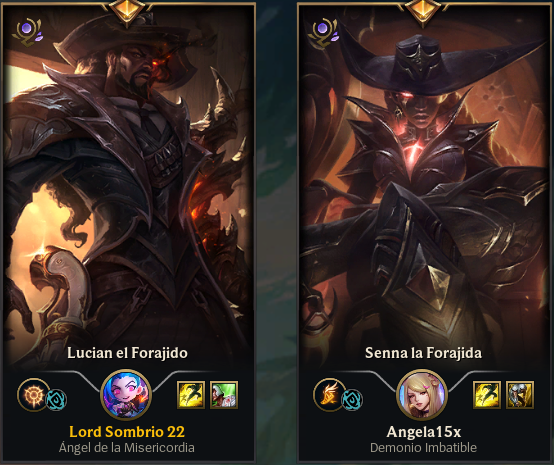 Lucian el Forajido
Lord Sombrio 22
Ángel de la Misericordia
Senna la Forajida
Angela15x
Demonio Imbatible